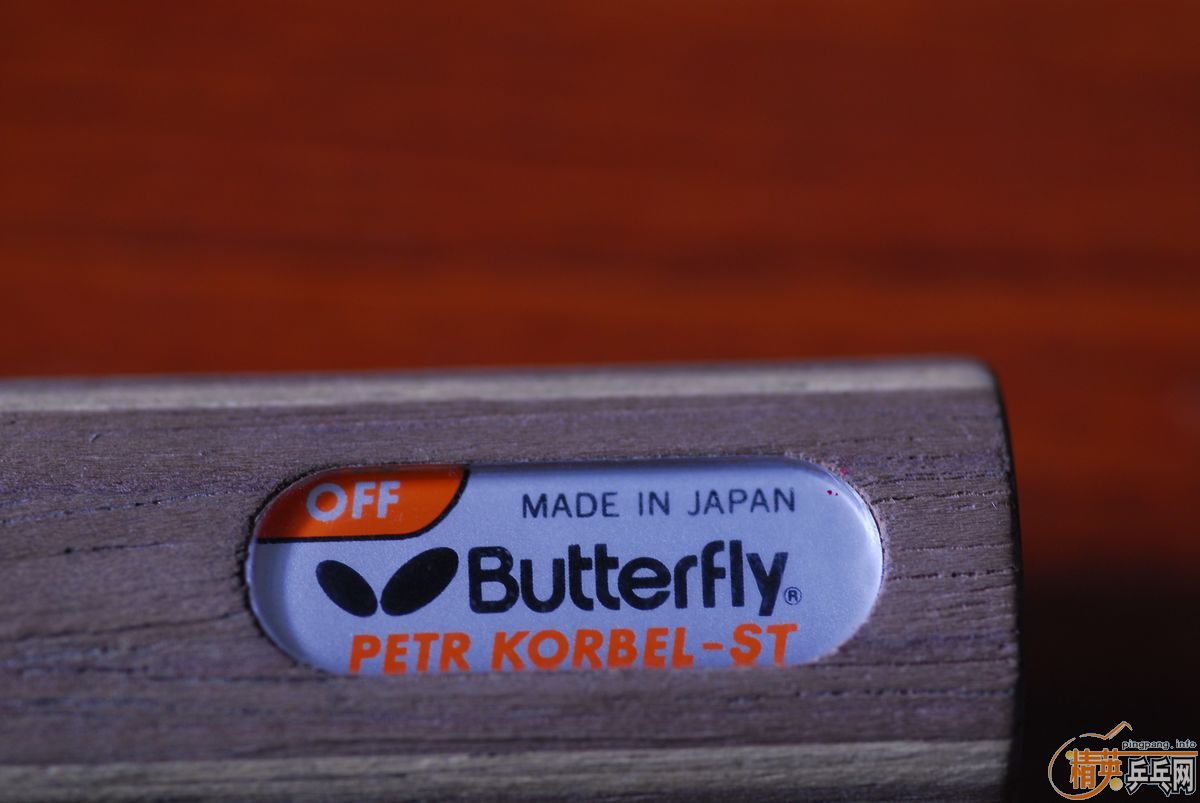 OFF
MADE IN JAPAN
Butterfly®
PETR KORBEL-ST
pingpang.info
精英乒乓网